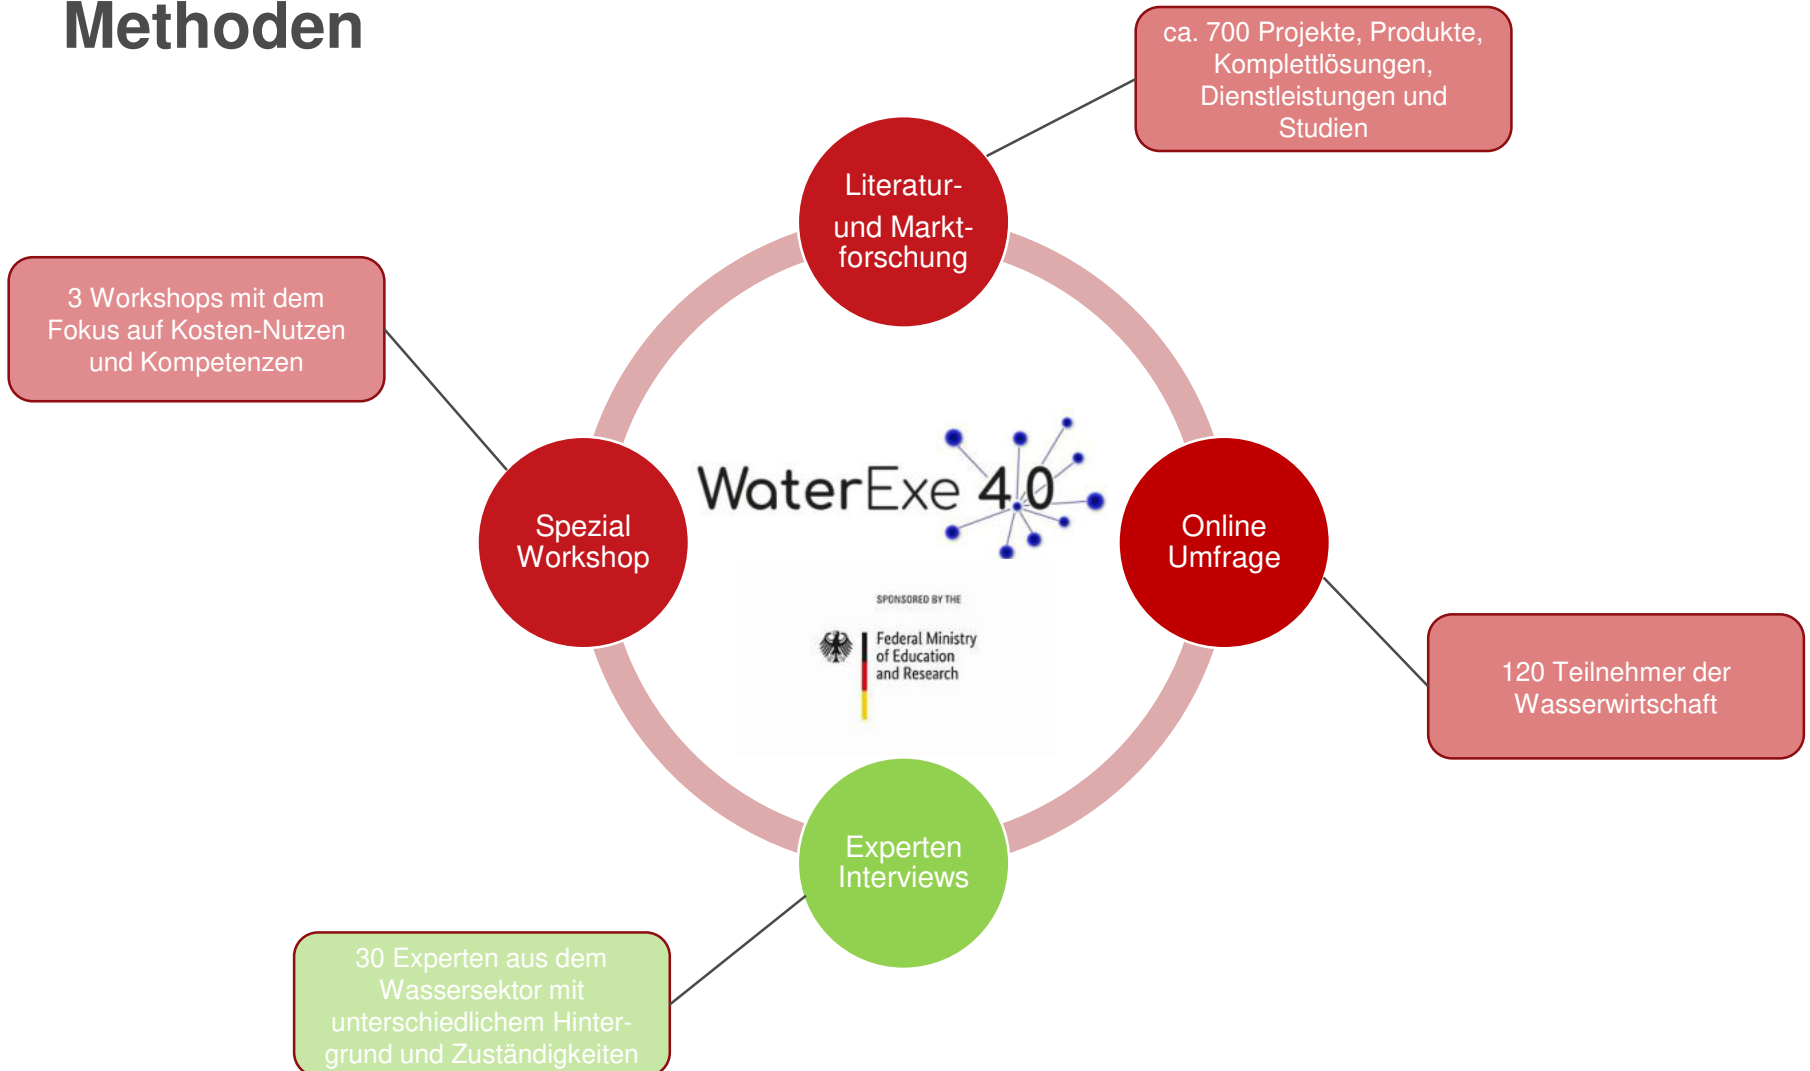 Methoden
ca. 700 Projekte, Produkte,
Komplettlösungen,
Dienstleistungen und
Studien
Literatur-
und Markt-
forschung
3 Workshops mit dem
Fokus auf Kosten-Nutzen
und Kompetenzen
WaterExe 4.0
Spezial
Workshop
Online
Umfrage
SPONSORED BY THE
Federal Ministry
of Education
and Research
120 Teilnehmer der
Wasserwirtschaft
Experten
Interviews
30 Experten aus dem
Wassersektor mit
unterschiedlichem Hinter-
grund und Zuständigkeiten